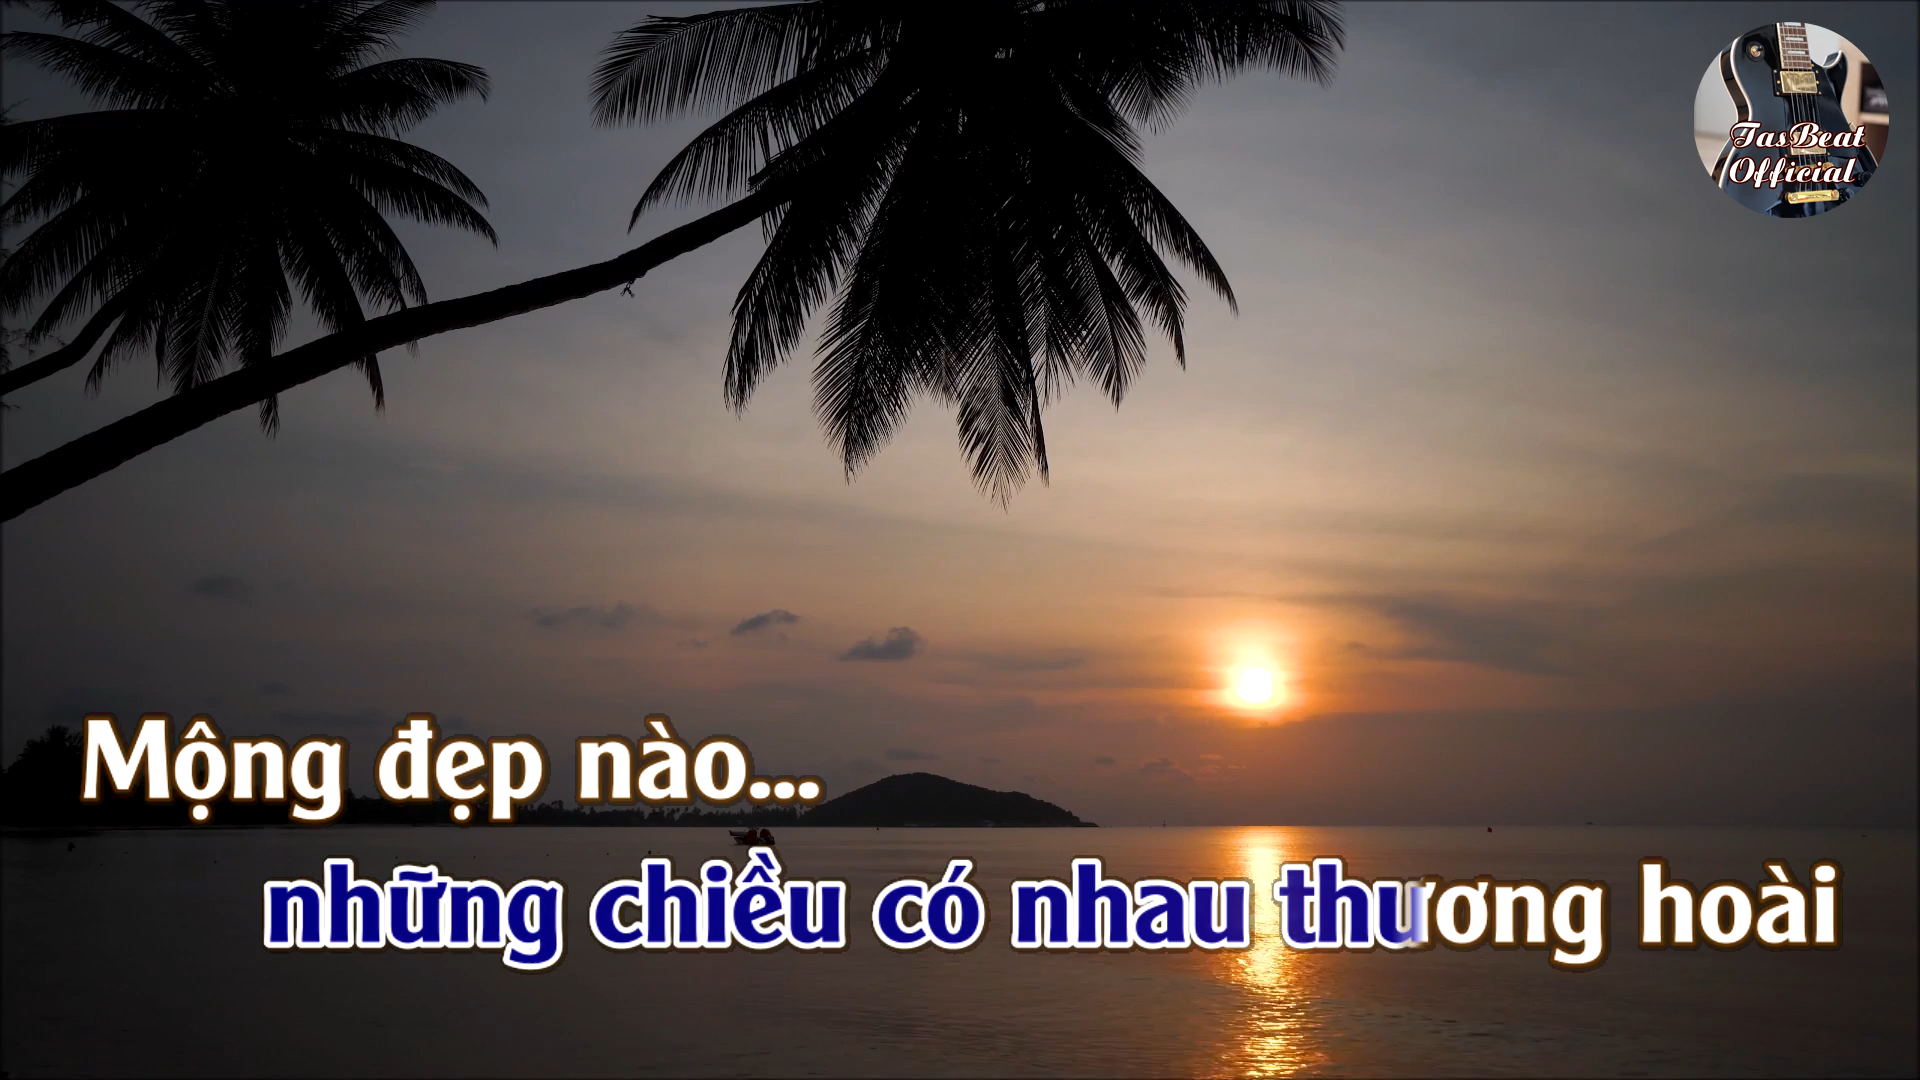 TasBeat
Official
Mộng đẹp nào...
những chiều có nhau thương hoài